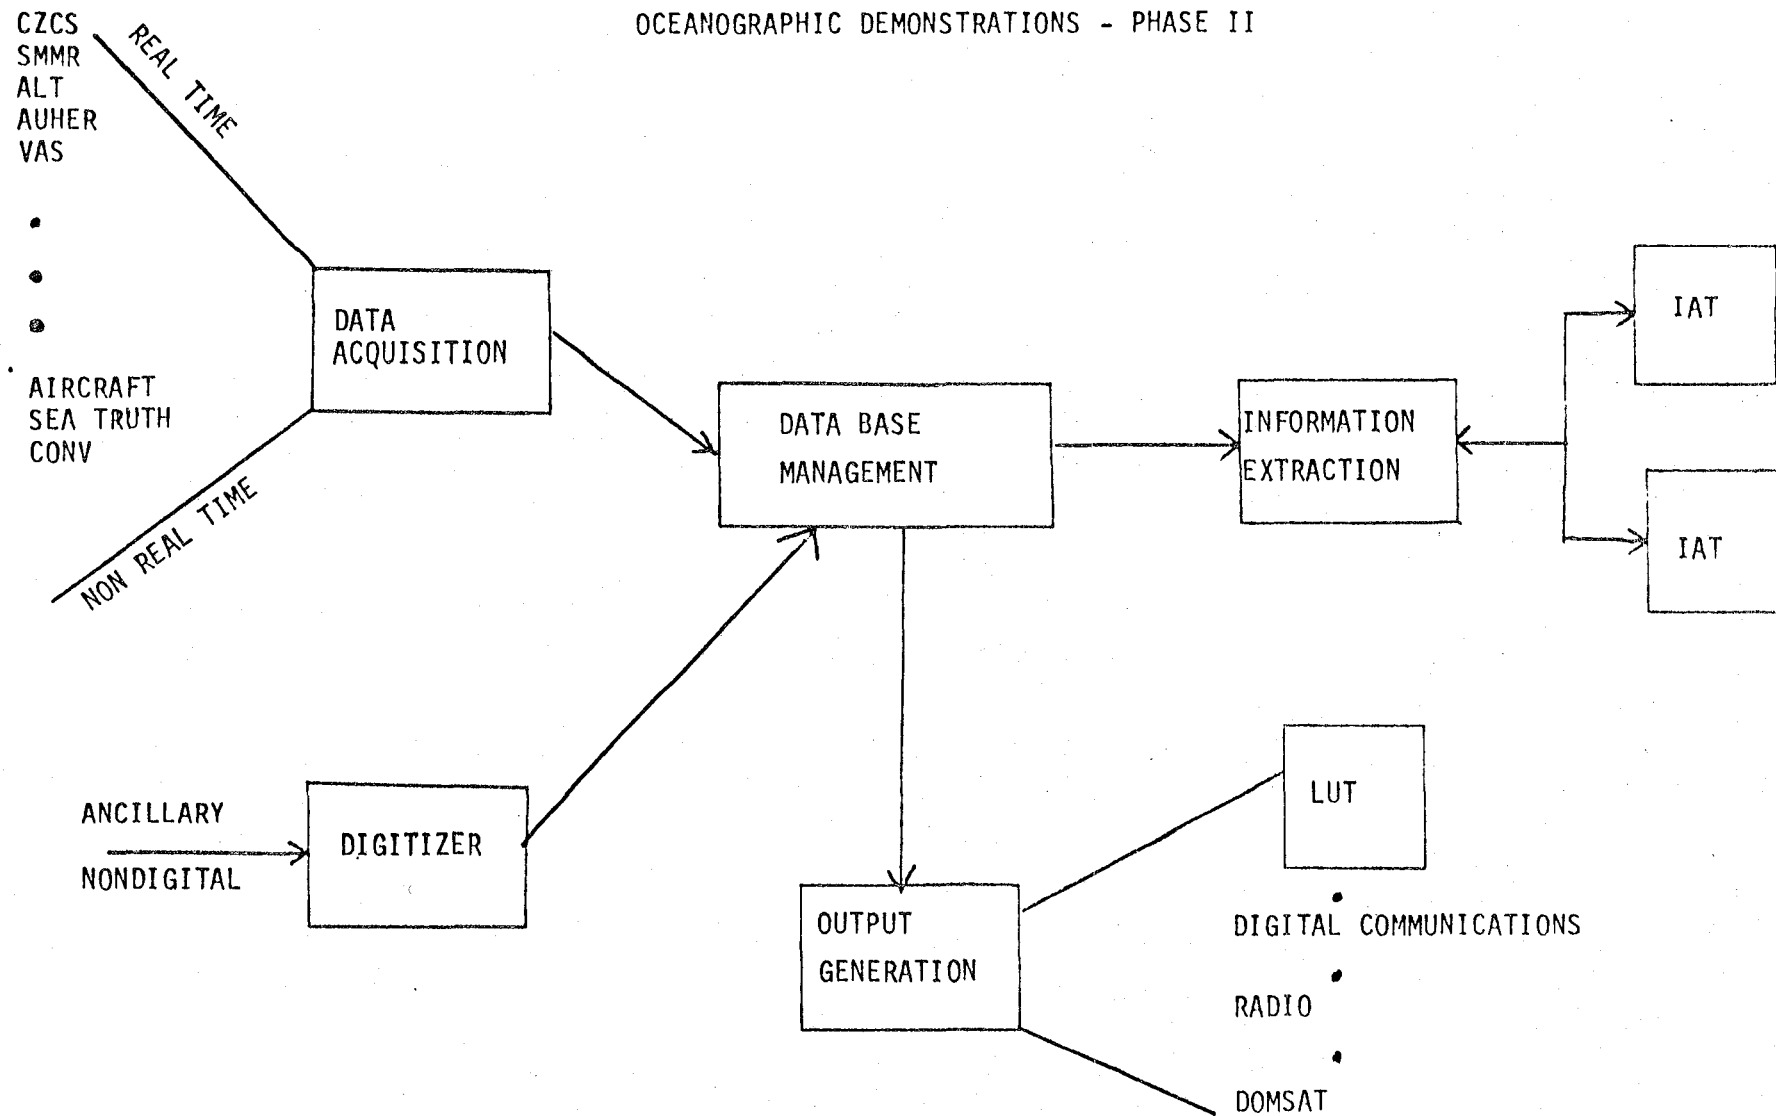 OCEANOGRAPHIC DEMONSTRATIONS - PHASE II
CZCS
SMMR
ALT
AUHER
VAS
REAL TIME
AIRCRAFT
SEA TRUTH
CONV
NON REAL TIME
DATA
ACQUISITION
DATA BASE
MANAGEMENT
INFORMATION
EXTRACTION
IAT
IAT
ANCILLARY
NONDIGITAL
DIGITIZER
OUTPUT
GENERATION
LUT
DIGITAL COMMUNICATIONS
RADIO
DOMSAT